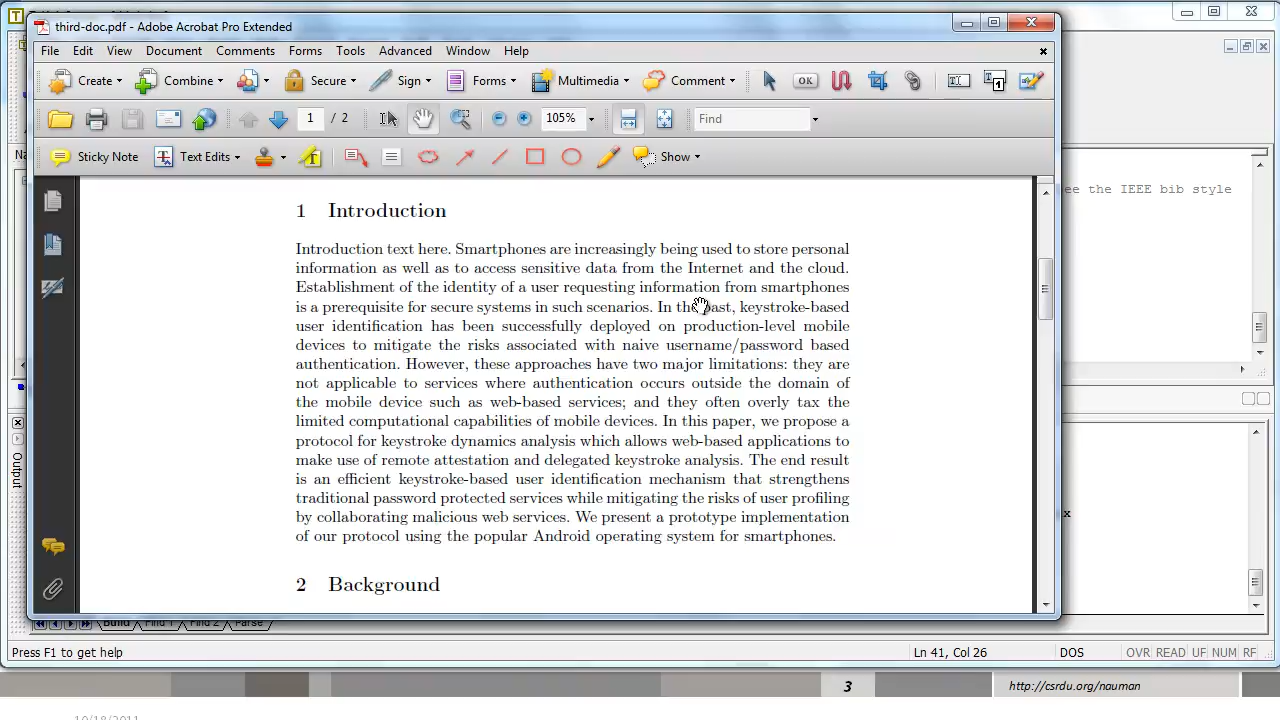 third-doc.pdf - Adobe Acrobat Pro Extended
File Edit View Document Comments Forms Tools Advanced Window Help
Create Combine Secure Sign Forms Multimedia Comment OK
1 / 2 105% Find
Sticky Note Text Edits Show
1 Introduction
Introduction text here. Smartphones are increasingly being used to store personal
information as well as to access sensitive data from the Internet and the cloud.
Establishment of the identity of a user requesting information from smartphones
is a prerequisite for secure systems in such scenarios. In the past, keystroke-based
user identification has been successfully deployed on production-level mobile
devices to mitigate the risks associated with naive username/password based
authentication. However, these approaches have two major limitations: they are
not applicable to services where authentication occurs outside the domain of
the mobile device such as web-based services; and they often overly tax the
limited computational capabilities of mobile devices. In this paper, we propose a
protocol for keystroke dynamics analysis which allows web-based applications to
make use of remote attestation and delegated keystroke analysis. The end result
is an efficient keystroke-based user identification mechanism that strengthens
traditional password protected services while mitigating the risks of user profiling
by collaborating malicious web services. We present a prototype implementation
of our protocol using the popular Android operating system for smartphones.
2 Background
ee the IEEE bib style
x
Na
Output
Build Find 1 Find 2 Parse
Press F1 to get help Ln 41, Col 26 DOS OVR READ UF NUM RF
3 http://csrdu.org/nauman
10/18/2011